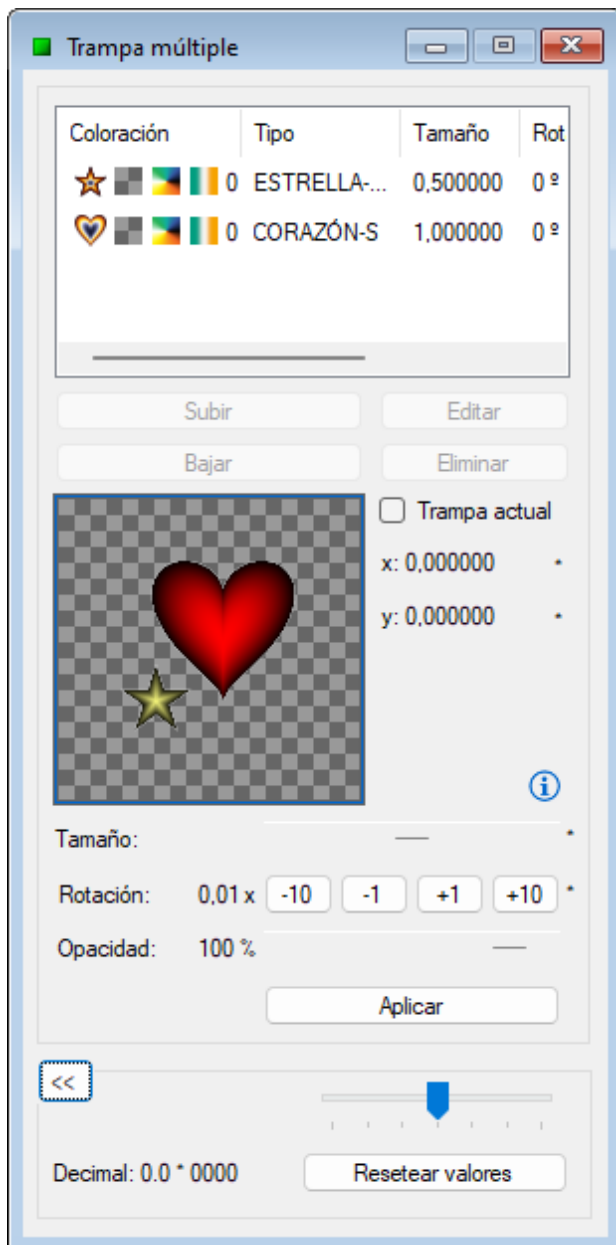 Trampa múltiple
Coloración Tipo Tamaño Rot
0 ESTRELLA-... 0,500000 0 º
0 CORAZÓN-S 1,000000 0 º
Subir Editar
Bajar Eliminar
Trampa actual
x: 0,000000 *
y: 0,000000 *
Tamaño: *
Rotación: 0,01 x -10 -1 +1 +10 *
Opacidad: 100 %
Aplicar
<<
Decimal: 0.0 * 0000 Resetear valores